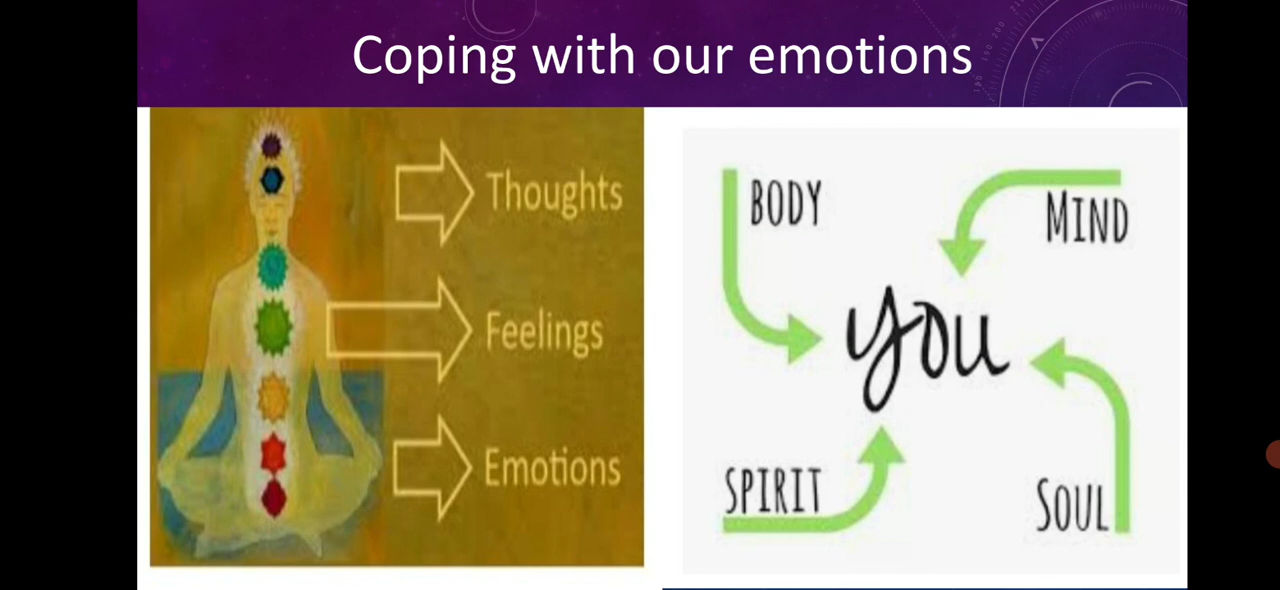 Coping with our emotions
Thoughts
Feelings
Emotions
BODY
MIND
you
SPIRIT
SOUL